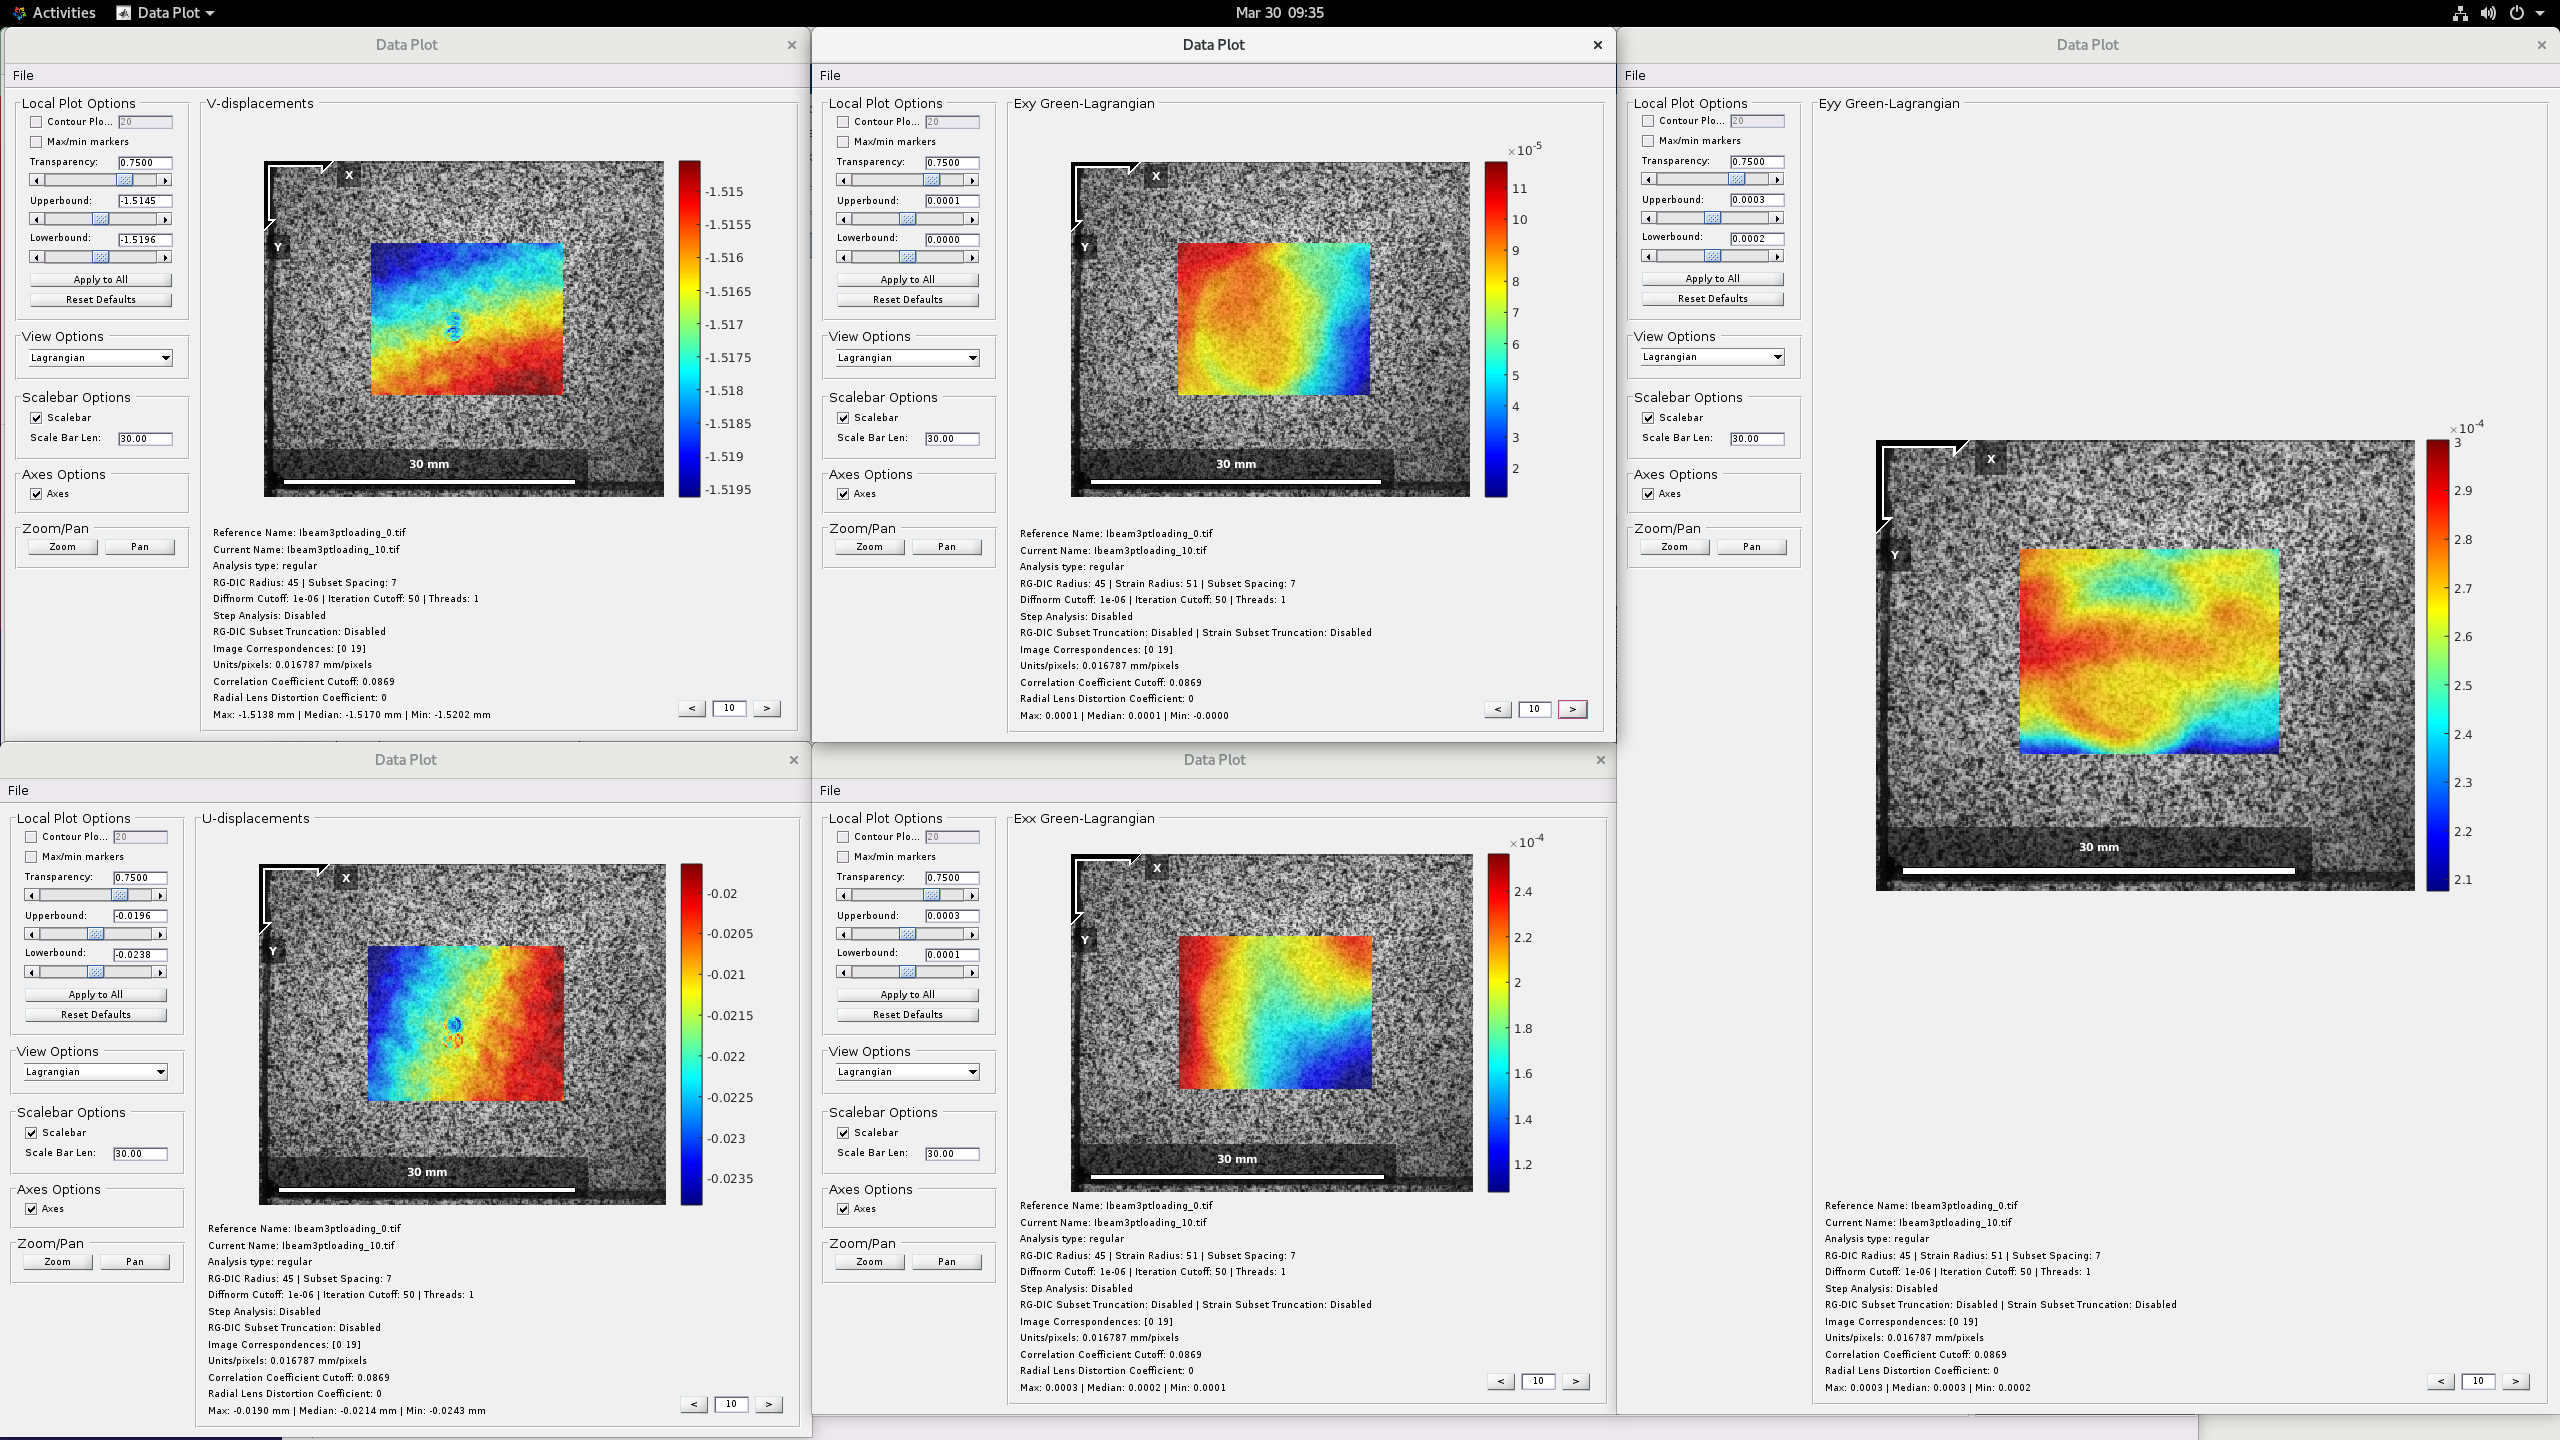 Activities
Data Plot
Mar 30 09:35
Data Plot
File
Local Plot Options
Contour Plo... 20
Max/min markers
Transparency: 0.7500
Upperbound: -1.5145
Lowerbound: -1.5196
Apply to All
Reset Defaults
View Options
Lagrangian
Scalebar Options
Scalebar
Scale Bar Len: 30.00
Axes Options
Axes
Zoom/Pan
Zoom Pan
V-displacements
X
Y
30 mm
-1.515
-1.5155
-1.516
-1.5165
-1.517
-1.5175
-1.518
-1.5185
-1.519
-1.5195
Reference Name: Ibeam3ptloading_0.tif
Current Name: Ibeam3ptloading_10.tif
Analysis type: regular
RG-DIC Radius: 45 | Subset Spacing: 7
Diffnorm Cutoff: 1e-06 | Iteration Cutoff: 50 | Threads: 1
Step Analysis: Disabled
RG-DIC Subset Truncation: Disabled
Image Correspondences: [0 19]
Units/pixels: 0.016787 mm/pixels
Correlation Coefficient Cutoff: 0.0869
Radial Lens Distortion Coefficient: 0
Max: -1.5138 mm | Median: -1.5170 mm | Min: -1.5202 mm
< 10 >
Data Plot
File
Local Plot Options
Contour Plo... 20
Max/min markers
Transparency: 0.7500
Upperbound: 0.0001
Lowerbound: 0.0000
Apply to All
Reset Defaults
View Options
Lagrangian
Scalebar Options
Scalebar
Scale Bar Len: 30.00
Axes Options
Axes
Zoom/Pan
Zoom Pan
Exy Green-Lagrangian
X
Y
30 mm
×10-5
11
10
9
8
7
6
5
4
3
2
Reference Name: Ibeam3ptloading_0.tif
Current Name: Ibeam3ptloading_10.tif
Analysis type: regular
RG-DIC Radius: 45 | Strain Radius: 51 | Subset Spacing: 7
Diffnorm Cutoff: 1e-06 | Iteration Cutoff: 50 | Threads: 1
Step Analysis: Disabled
RG-DIC Subset Truncation: Disabled | Strain Subset Truncation: Disabled
Image Correspondences: [0 19]
Units/pixels: 0.016787 mm/pixels
Correlation Coefficient Cutoff: 0.0869
Radial Lens Distortion Coefficient: 0
Max: 0.0001 | Median: 0.0001 | Min: -0.0000
< 10 >
Data Plot
File
Local Plot Options
Contour Plo... 20
Max/min markers
Transparency: 0.7500
Upperbound: 0.0003
Lowerbound: 0.0002
Apply to All
Reset Defaults
View Options
Lagrangian
Scalebar Options
Scalebar
Scale Bar Len: 30.00
Axes Options
Axes
Zoom/Pan
Zoom Pan
Eyy Green-Lagrangian
X
Y
30 mm
×10-4
3
2.9
2.8
2.7
2.6
2.5
2.4
2.3
2.2
2.1
Reference Name: Ibeam3ptloading_0.tif
Current Name: Ibeam3ptloading_10.tif
Analysis type: regular
RG-DIC Radius: 45 | Strain Radius: 51 | Subset Spacing: 7
Diffnorm Cutoff: 1e-06 | Iteration Cutoff: 50 | Threads: 1
Step Analysis: Disabled
RG-DIC Subset Truncation: Disabled | Strain Subset Truncation: Disabled
Image Correspondences: [0 19]
Units/pixels: 0.016787 mm/pixels
Correlation Coefficient Cutoff: 0.0869
Radial Lens Distortion Coefficient: 0
Max: 0.0003 | Median: 0.0003 | Min: 0.0002
< 10 >
Data Plot
File
Local Plot Options
Contour Plo... 20
Max/min markers
Transparency: 0.7500
Upperbound: -0.0196
Lowerbound: -0.0238
Apply to All
Reset Defaults
View Options
Lagrangian
Scalebar Options
Scalebar
Scale Bar Len: 30.00
Axes Options
Axes
Zoom/Pan
Zoom Pan
U-displacements
X
Y
30 mm
-0.02
-0.0205
-0.021
-0.0215
-0.022
-0.0225
-0.023
-0.0235
Reference Name: Ibeam3ptloading_0.tif
Current Name: Ibeam3ptloading_10.tif
Analysis type: regular
RG-DIC Radius: 45 | Subset Spacing: 7
Diffnorm Cutoff: 1e-06 | Iteration Cutoff: 50 | Threads: 1
Step Analysis: Disabled
RG-DIC Subset Truncation: Disabled
Image Correspondences: [0 19]
Units/pixels: 0.016787 mm/pixels
Correlation Coefficient Cutoff: 0.0869
Radial Lens Distortion Coefficient: 0
Max: -0.0190 mm | Median: -0.0214 mm | Min: -0.0243 mm
< 10 >
Data Plot
File
Local Plot Options
Contour Plo... 20
Max/min markers
Transparency: 0.7500
Upperbound: 0.0003
Lowerbound: 0.0001
Apply to All
Reset Defaults
View Options
Lagrangian
Scalebar Options
Scalebar
Scale Bar Len: 30.00
Axes Options
Axes
Zoom/Pan
Zoom Pan
Exx Green-Lagrangian
X
Y
30 mm
×10-4
2.4
2.2
2
1.8
1.6
1.4
1.2
Reference Name: Ibeam3ptloading_0.tif
Current Name: Ibeam3ptloading_10.tif
Analysis type: regular
RG-DIC Radius: 45 | Strain Radius: 51 | Subset Spacing: 7
Diffnorm Cutoff: 1e-06 | Iteration Cutoff: 50 | Threads: 1
Step Analysis: Disabled
RG-DIC Subset Truncation: Disabled | Strain Subset Truncation: Disabled
Image Correspondences: [0 19]
Units/pixels: 0.016787 mm/pixels
Correlation Coefficient Cutoff: 0.0869
Radial Lens Distortion Coefficient: 0
Max: 0.0003 | Median: 0.0002 | Min: 0.0001
< 10 >